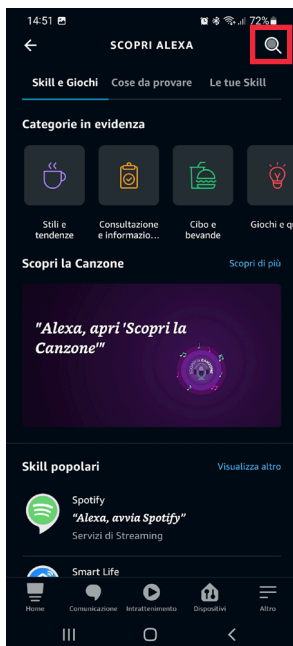 14:51 72%
SCOPRI ALEXA
Skill e Giochi Cose da provare Le tue Skill
Categorie in evidenza
Stili e tendenze
Consultazione e informazio...
Cibo e bevande
Giochi e q
Scopri la Canzone Scopri di più
"Alexa, apri 'Scopri la
Canzone'"
Skill popolari Visualizza altro
Spotify
"Alexa, avvia Spotify"
Servizi di Streaming
Smart Life
Home Comunicazione Intrattenimento Dispositivi Altro